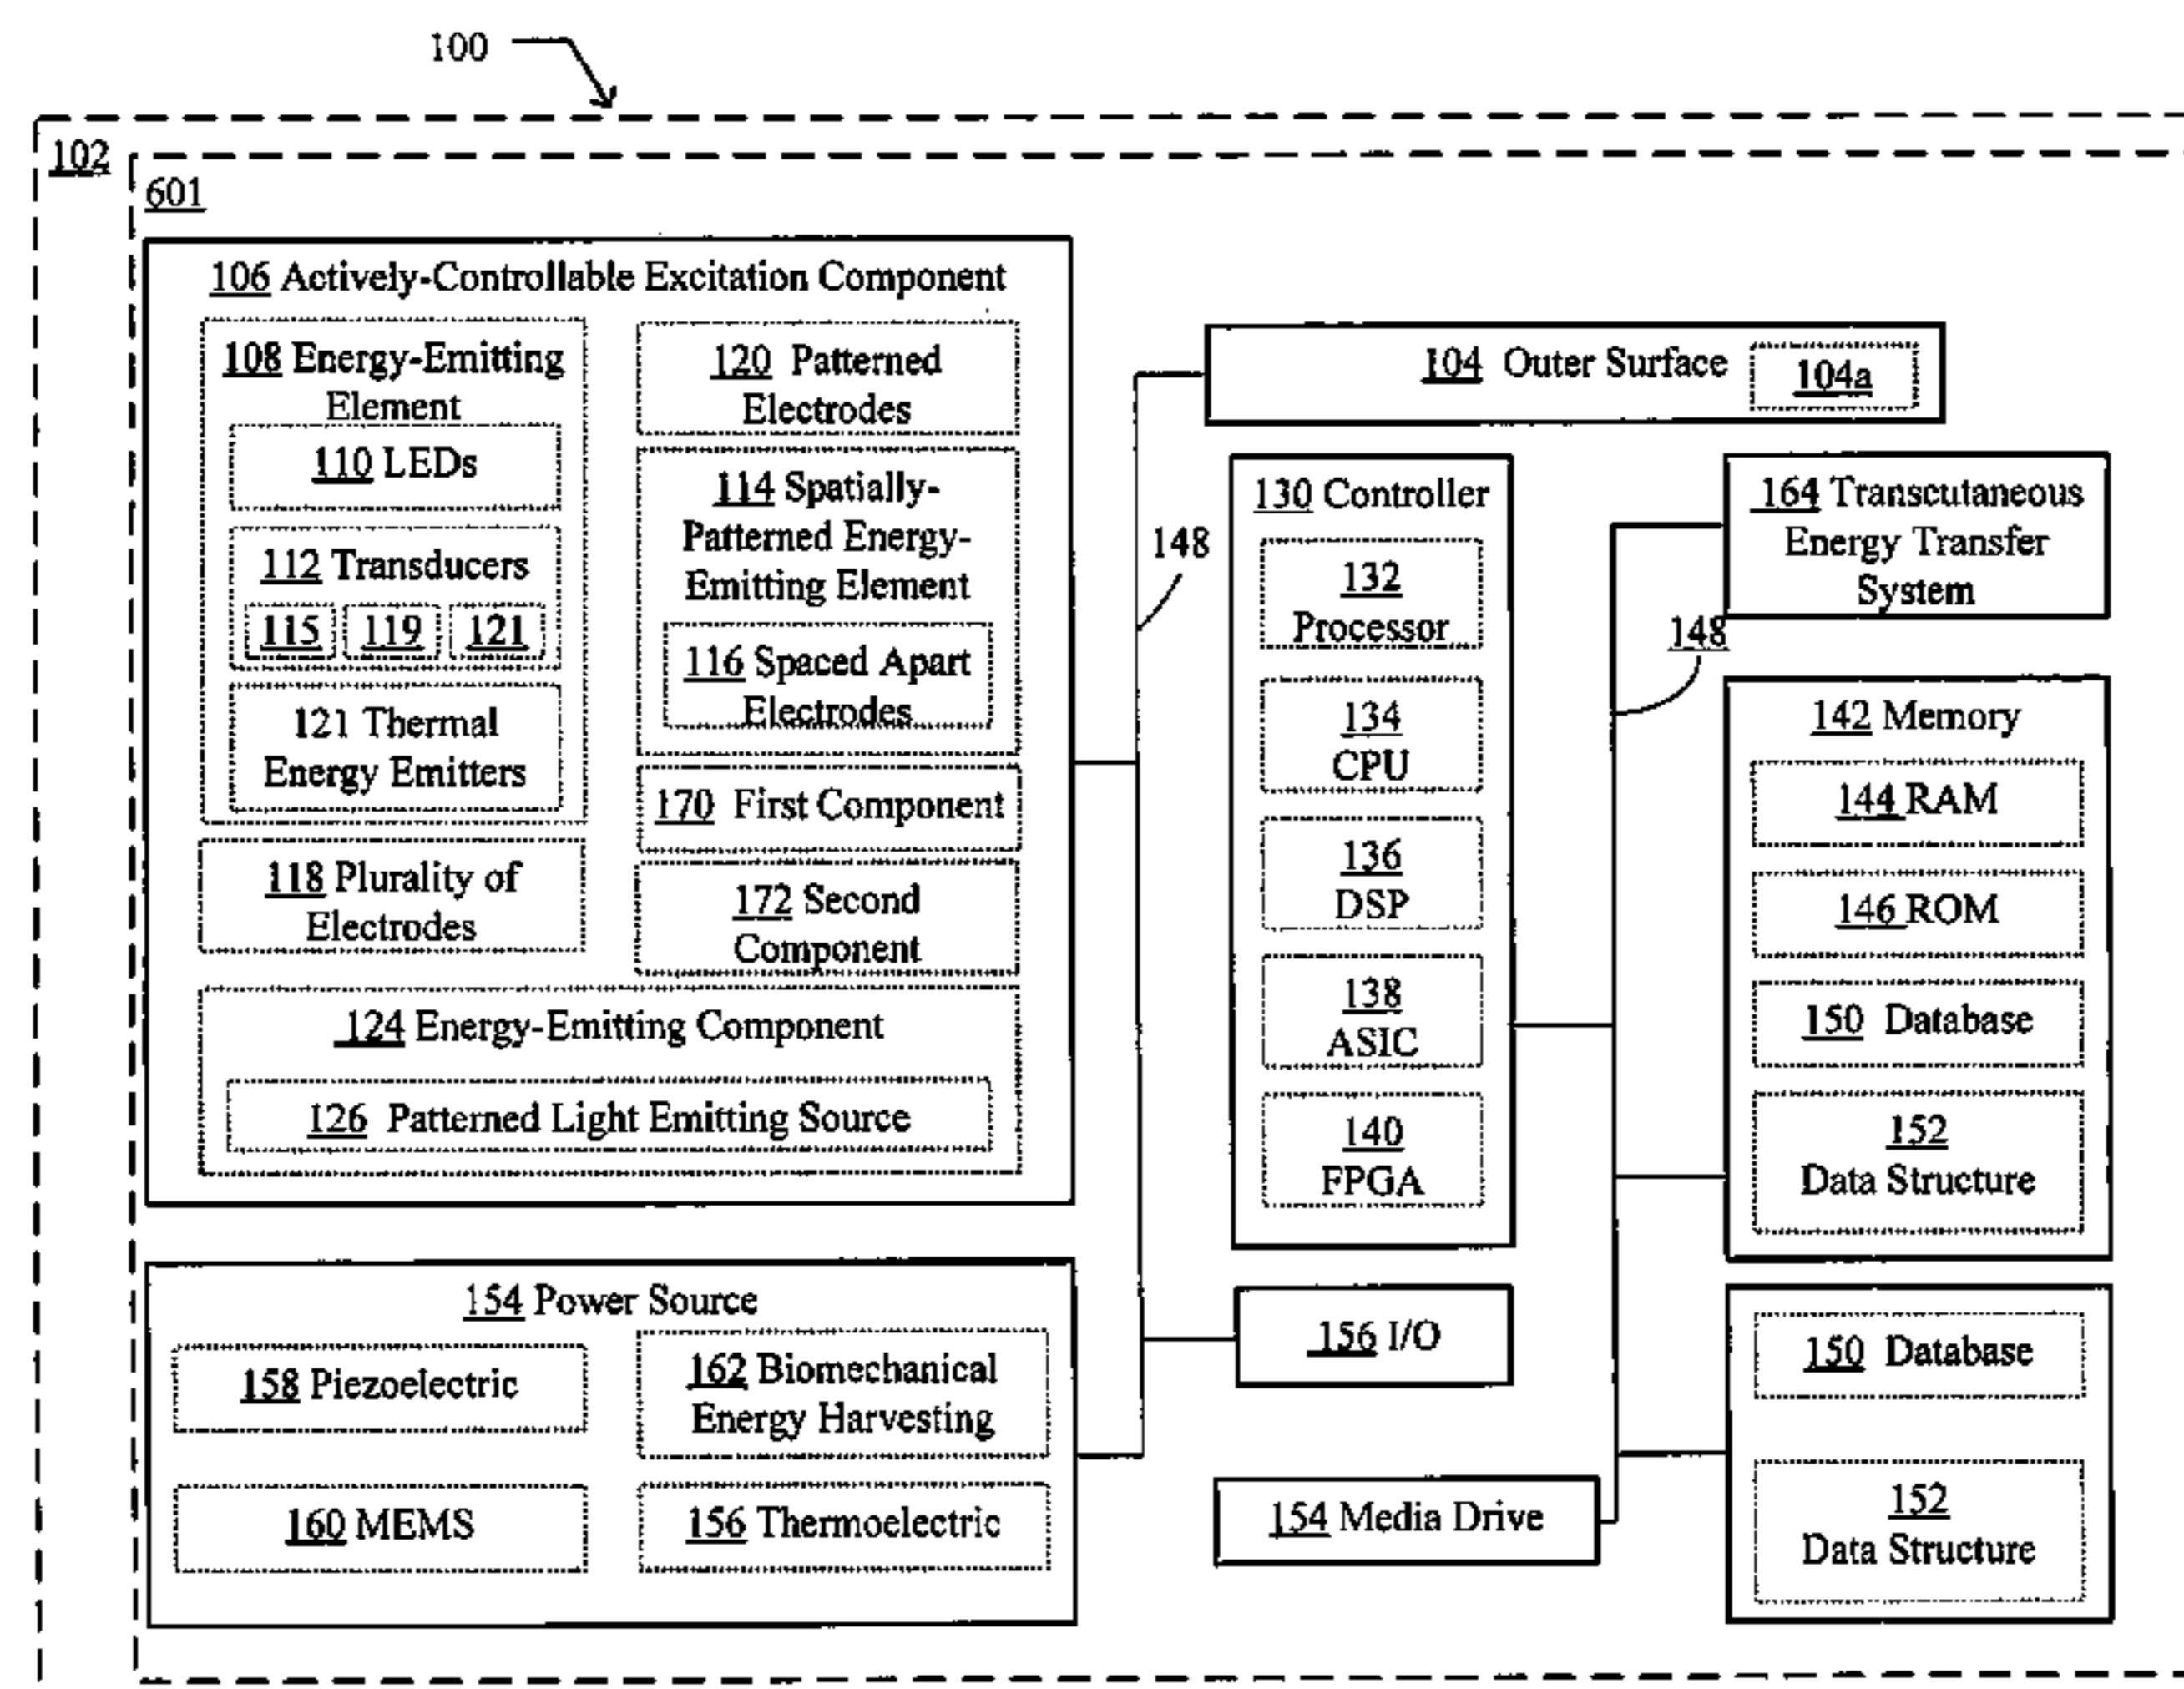 100
102
601
106 Actively-Controllable Excitation Component
108 Energy-Emitting
Element
110 LEDs
112 Transducers
115 119 121
121 Thermal
Energy Emitters
118 Plurality of
Electrodes
120 Patterned
Electrodes
114 Spatially-
Patterned Energy-
Emitting Element
116 Spaced Apart
Electrodes
170 First Component
172 Second
Component
124 Energy-Emitting Component
126 Patterned Light Emitting Source
154 Power Source
158 Piezoelectric
162 Biomechanical
Energy Harvesting
160 MEMS
156 Thermoelectric
104 Outer Surface 104a
148
130 Controller
132
Processor
134
CPU
136
DSP
138
ASIC
140
FPGA
156 I/O
154 Media Drive
164 Transcutaneous
Energy Transfer
System
148
142 Memory
144 RAM
146 ROM
150 Database
152
Data Structure
150 Database
152
Data Structure